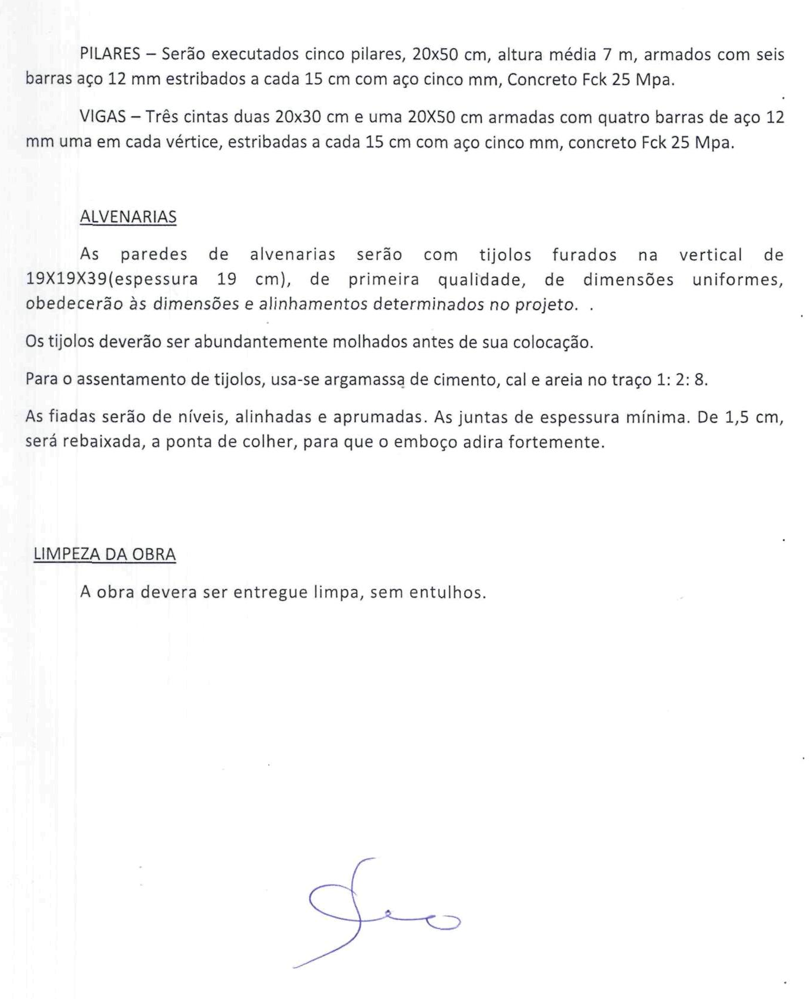 PILARES – Serão executados cinco pilares, 20x50 cm, altura média 7 m, armados com seis
barras aço 12 mm estribados a cada 15 cm com aço cinco mm, Concreto Fck 25 Mpa.
VIGAS – Três cintas duas 20x30 cm e uma 20X50 cm armadas com quatro barras de aço 12
mm uma em cada vértice, estribadas a cada 15 cm com aço cinco mm, concreto Fck 25 Mpa.
ALVENARIAS
As paredes de alvenarias serão com tijolos furados na vertical de
19X19X39(espessura 19 cm), de primeira qualidade, de dimensões uniformes,
obedecerão às dimensões e alinhamentos determinados no projeto. .
Os tijolos deverão ser abundantemente molhados antes de sua colocação.
Para o assentamento de tijolos, usa-se argamassa de cimento, cal e areia no traço 1: 2: 8.
As fiadas serão de níveis, alinhadas e aprumadas. As juntas de espessura mínima. De 1,5 cm,
será rebaixada, a ponta de colher, para que o emboço adira fortemente.
LIMPEZA DA OBRA
A obra devera ser entregue limpa, sem entulhos.